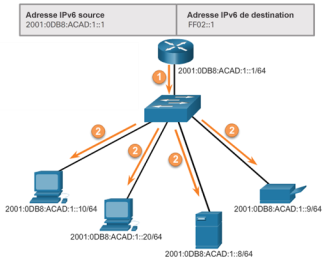 Adresse IPv6 source
2001:0DB8:ACAD:1::1
Adresse IPv6 de destination
FF02::1
1
2001:0DB8:ACAD:1::1/64
2
2
2
2
2001:0DB8:ACAD:1::10/64
2001:0DB8:ACAD:1::20/64
2001:0DB8:ACAD:1::8/64
2001:0DB8:ACAD:1::9/64